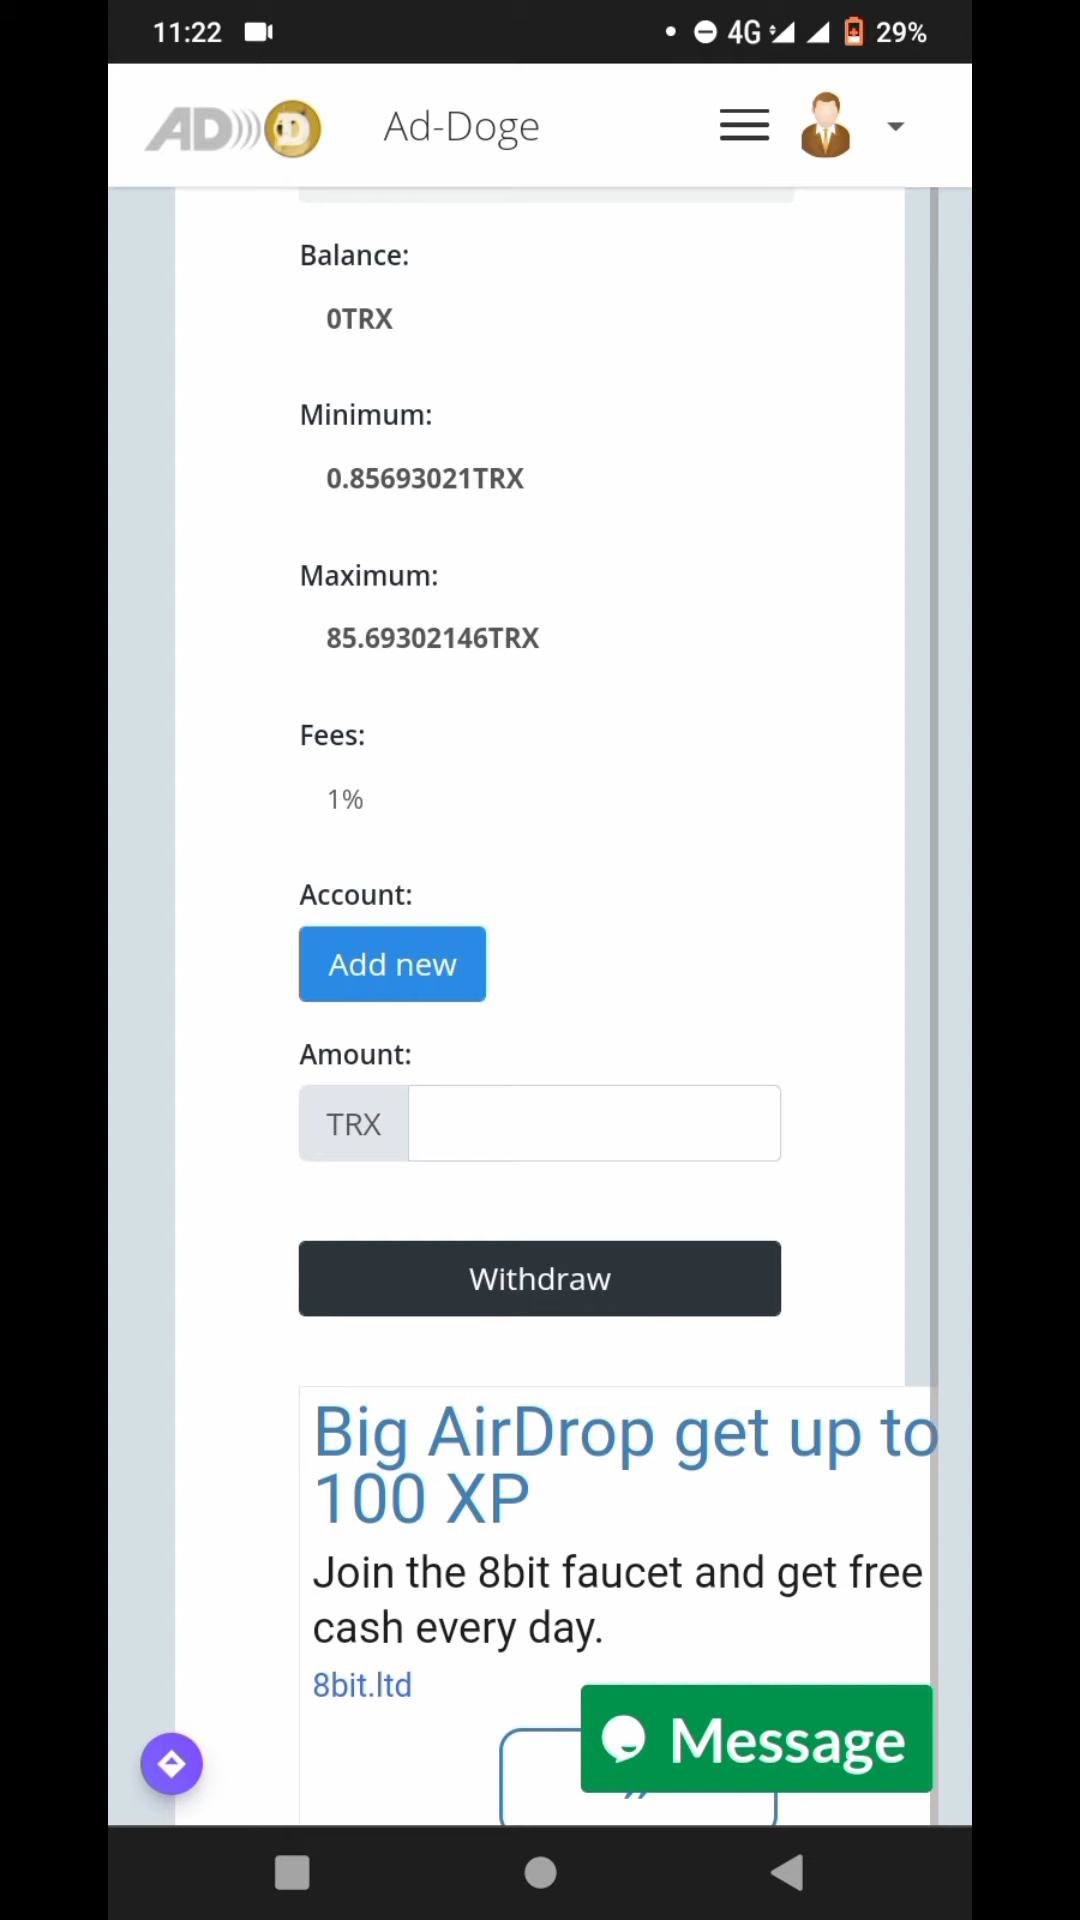 11:22 4G 29%
AD Ad-Doge
Balance:
0TRX
Minimum:
0.85693021TRX
Maximum:
85.69302146TRX
Fees:
1%
Account:
Add new
Amount:
TRX
Withdraw
Big AirDrop get up to
100 XP
Join the 8bit faucet and get free
cash every day.
8bit.ltd
Message